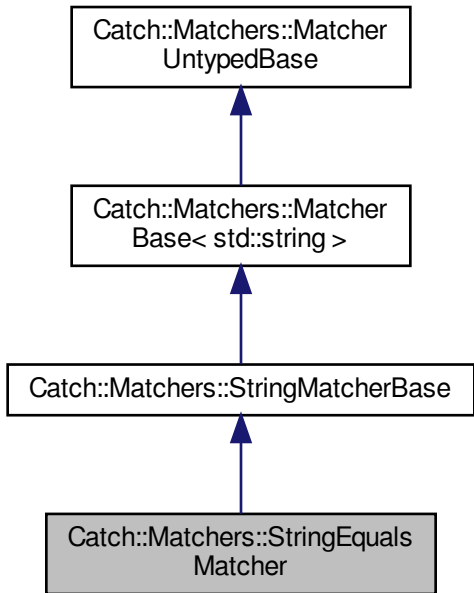 Catch::Matchers::Matcher
UntypedBase
Catch::Matchers::Matcher
Base< std::string >
Catch::Matchers::StringMatcherBase
Catch::Matchers::StringEquals
Matcher